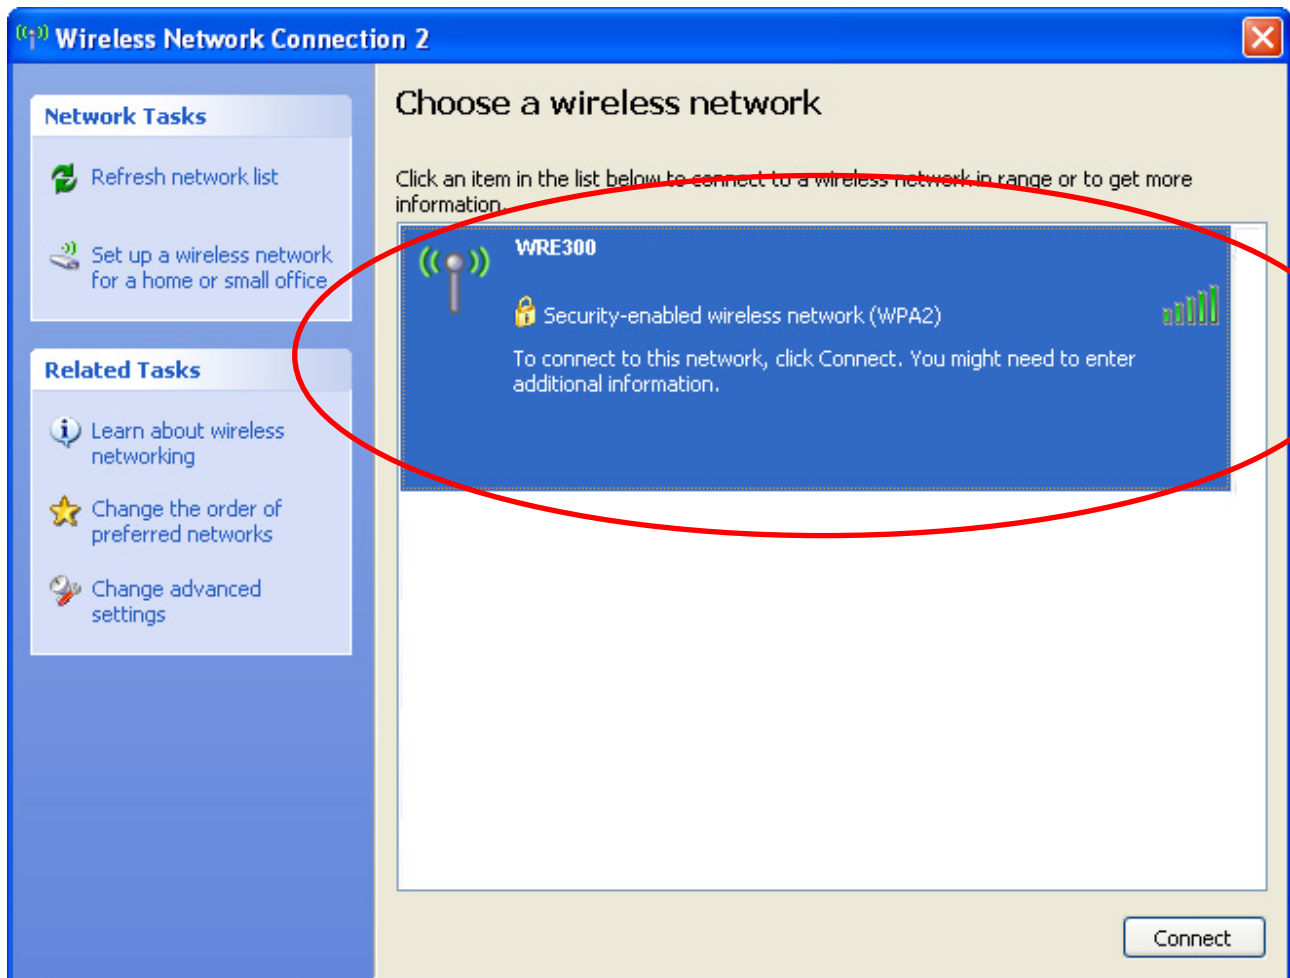 Wireless Network Connection 2
Network Tasks
Refresh network list
Set up a wireless network
for a home or small office
Related Tasks
Learn about wireless
networking
Change the order of
preferred networks
Change advanced
settings
Choose a wireless network
Click an item in the list below to connect to a wireless network in range or to get more
information.
WRE300
Security-enabled wireless network (WPA2)
To connect to this network, click Connect. You might need to enter
additional information.
Connect